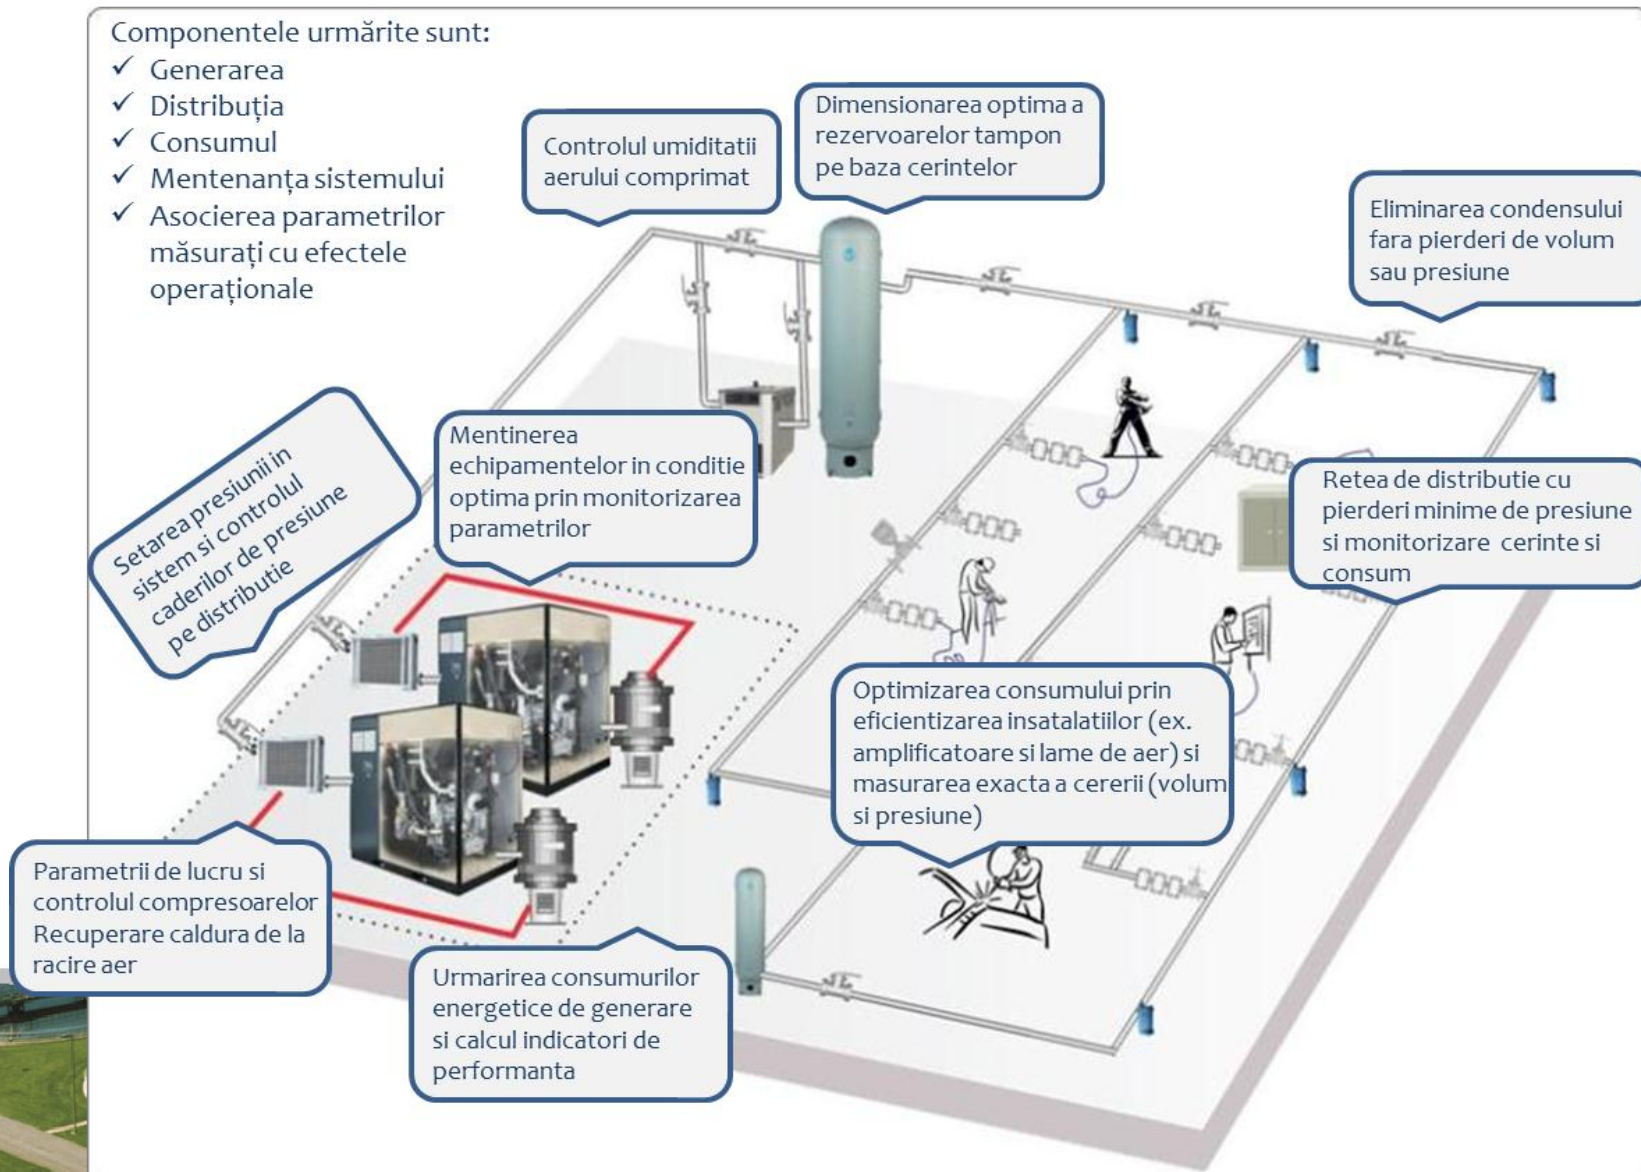 Componentele urmărite sunt:
✓ Generarea
✓ Distribuția
✓ Consumul
✓ Mentenanța sistemului
✓ Asocierea parametrilor
măsurați cu efectele
operaționale
Controlul umiditatii
aerului comprimat
Dimensionarea optima a
rezervoarelor tampon
pe baza cerintelor
Eliminarea condensului
fara pierderi de volum
sau presiune
Setarea presiunii in
sistem si controlul
caderilor de presiune
pe distributie
Mentinerea
echipamentelor in conditie
optima prin monitorizarea
parametrilor
Retea de distributie cu
pierderi minime de presiune
si monitorizare cerinte si
consum
Optimizarea consumului prin
eficientizarea insatalatiilor (ex.
amplificatoare si lame de aer) si
masurarea exacta a cererii (volum
si presiune)
Parametrii de lucru si
controlul compresoarelor
Recuperare caldura de la
racire aer
Urmarirea consumurilor
energetice de generare
si calcul indicatori de
performanta